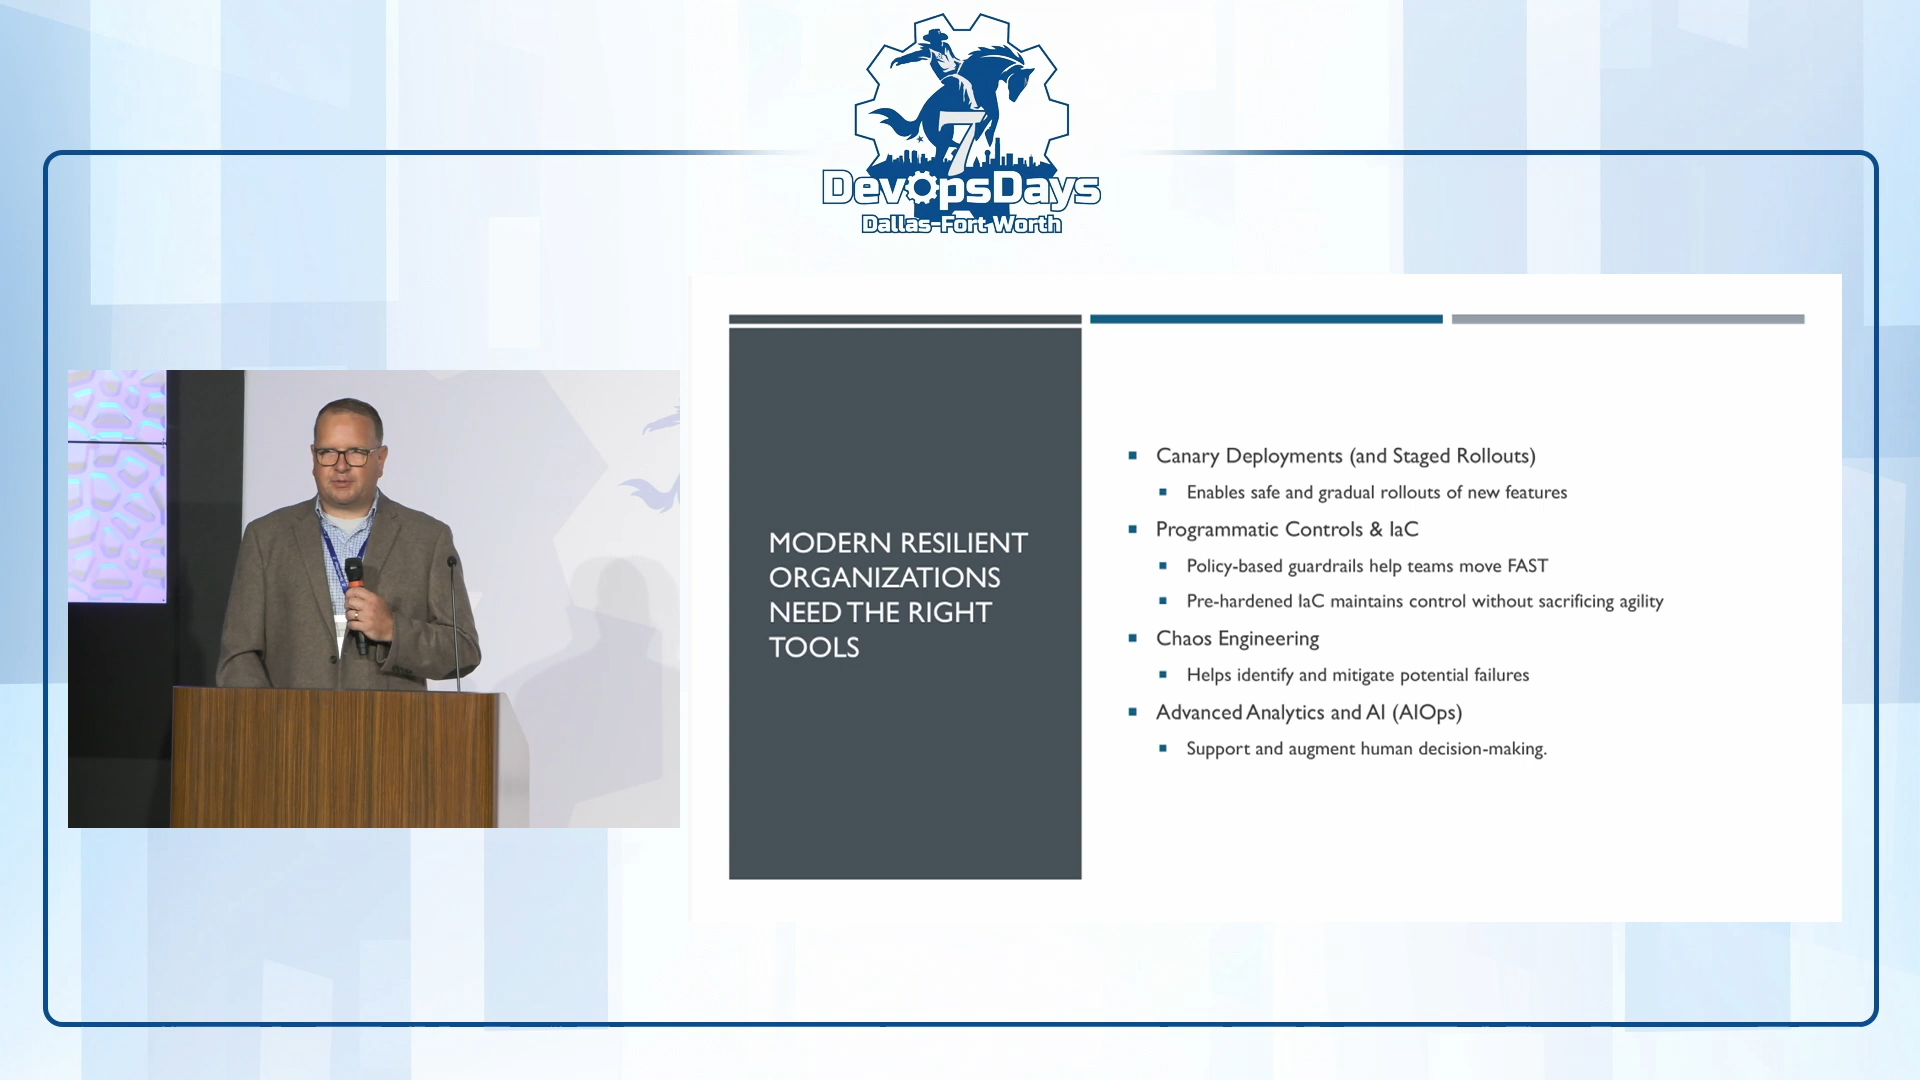 7
DevOpsDays
Dallas-Fort Worth
MODERN RESILIENT
ORGANIZATIONS
NEED THE RIGHT
TOOLS
Canary Deployments (and Staged Rollouts)
Enables safe and gradual rollouts of new features
Programmatic Controls & IaC
Policy-based guardrails help teams move FAST
Pre-hardened IaC maintains control without sacrificing agility
Chaos Engineering
Helps identify and mitigate potential failures
Advanced Analytics and AI (AIOps)
Support and augment human decision-making.